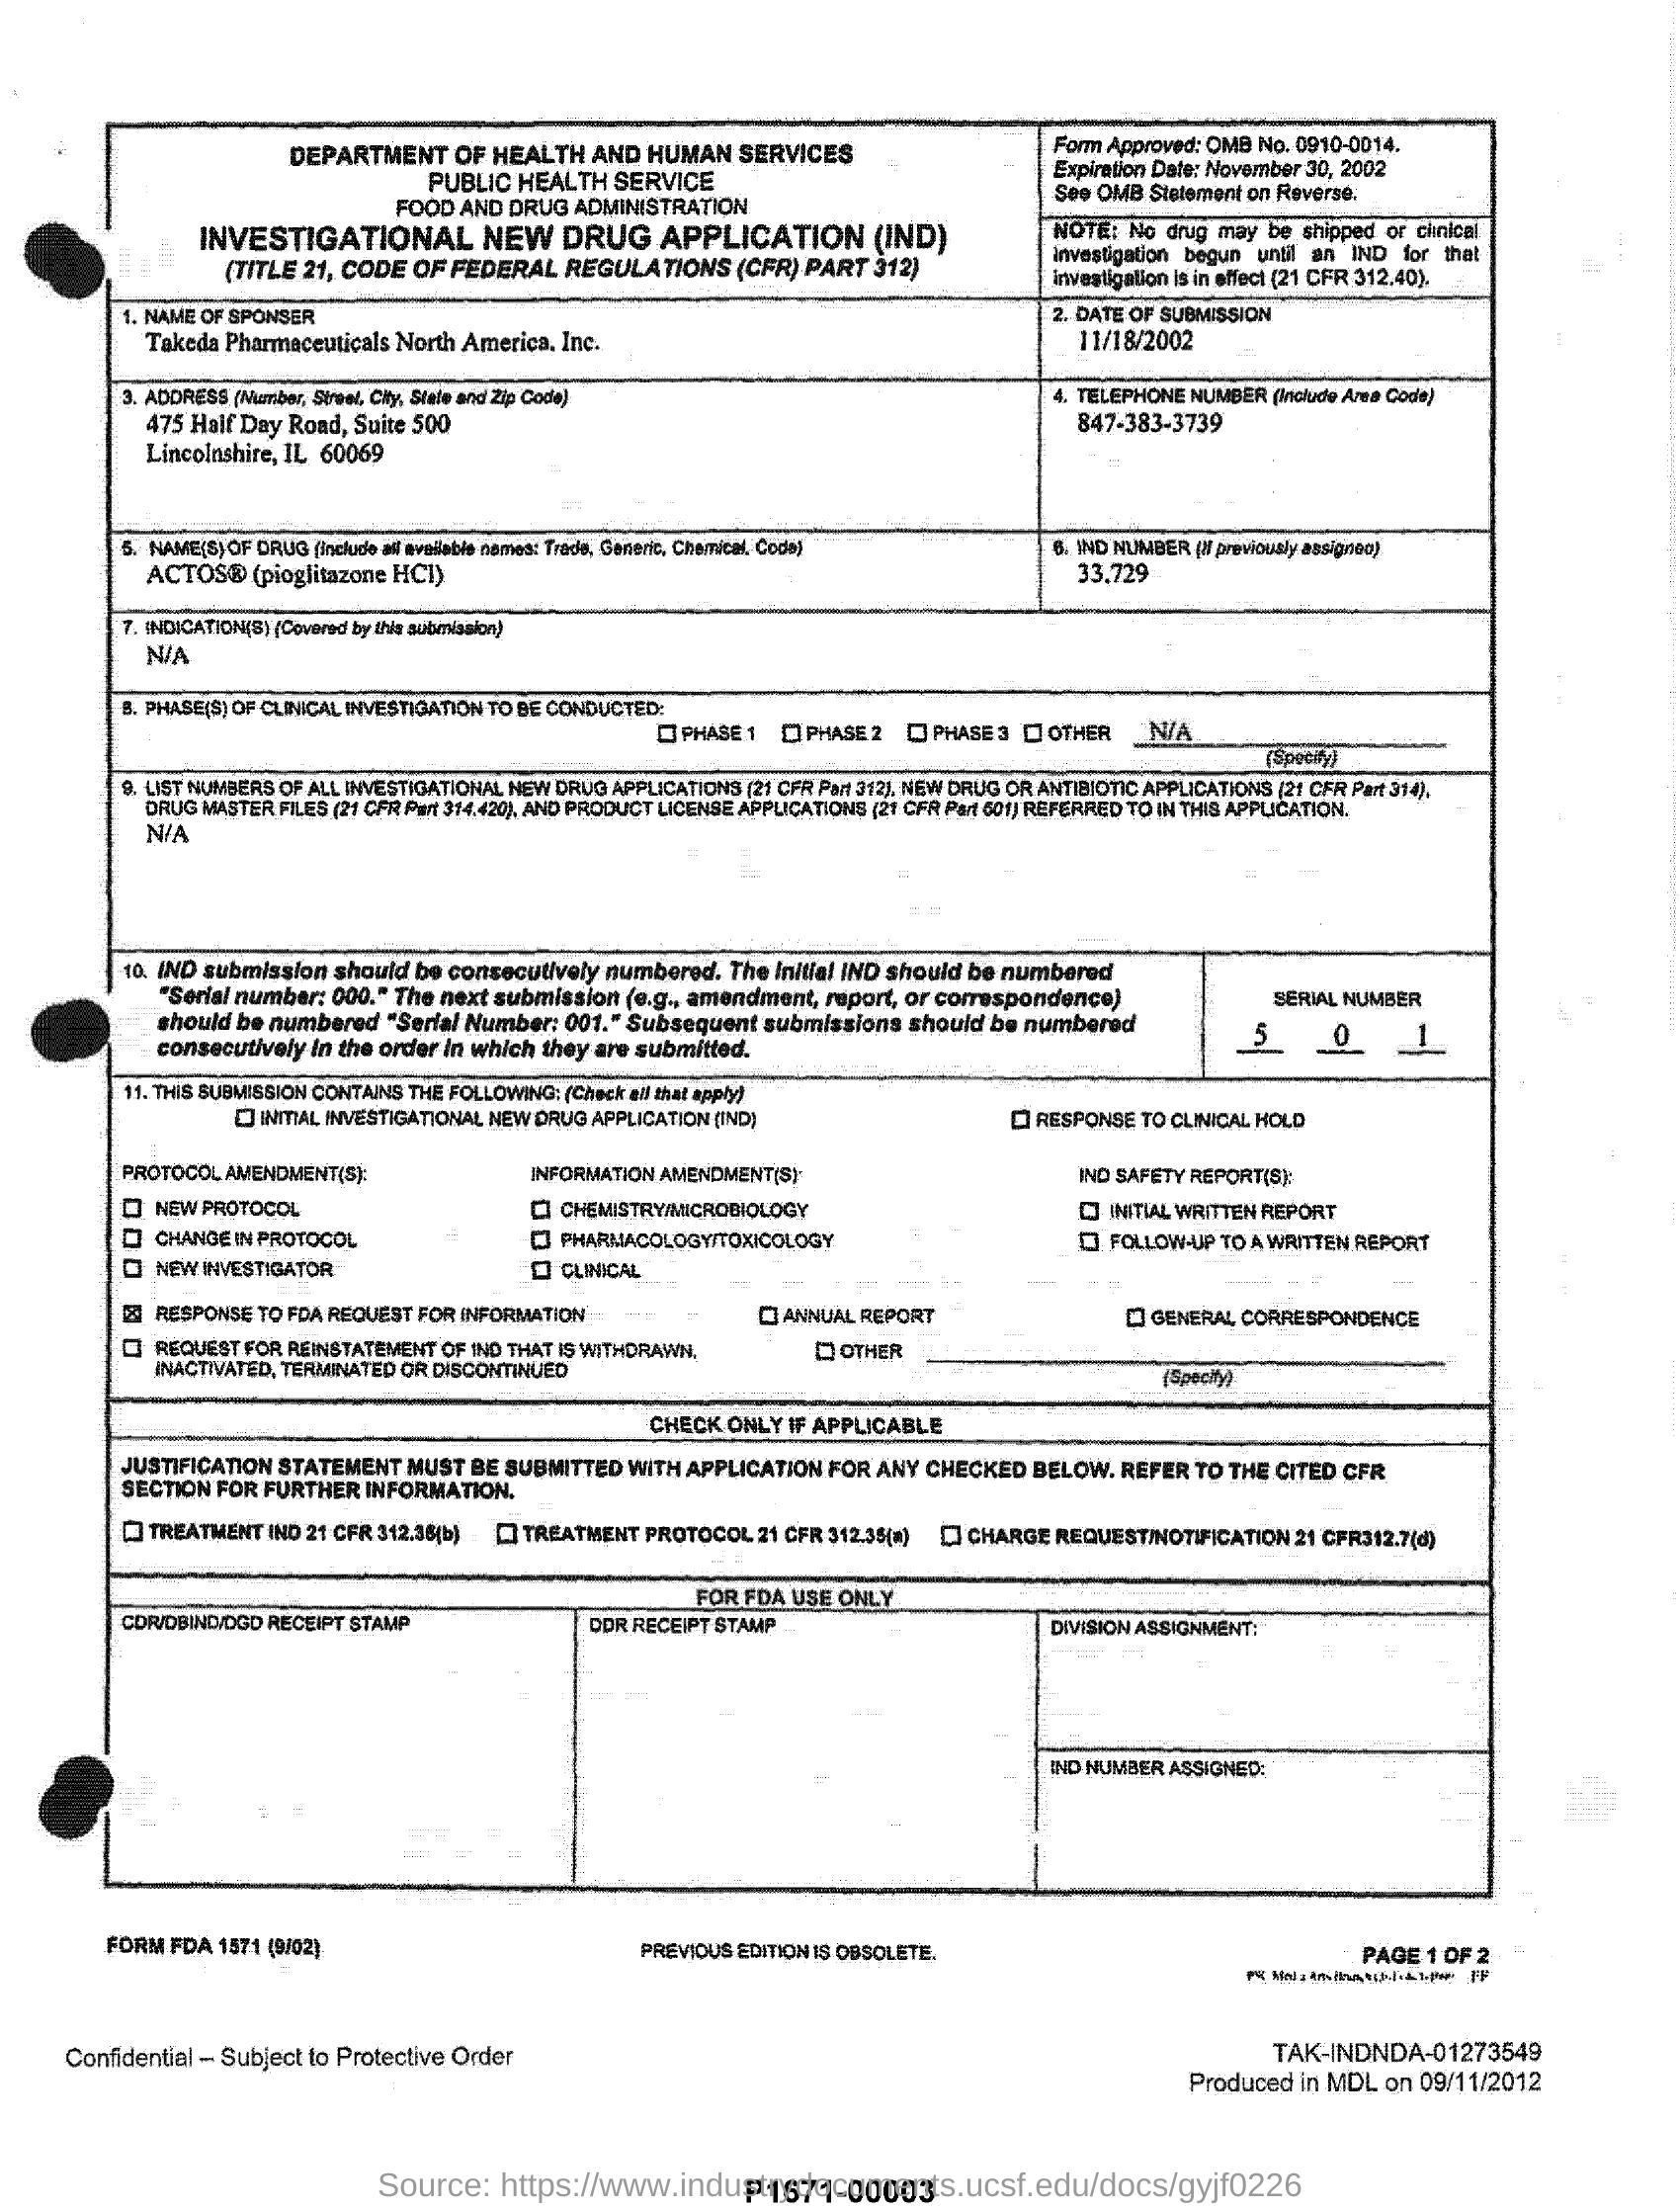 DEPARTMENT OF HEALTH AND HUMAN SERVICES
PUBLIC HEALTH SERVICE
FOOD AND DRUG ADMINISTRATION
INVESTIGATIONAL NEW DRUG APPLICATION (IND)
(TITLE 21, CODE OF FEDERAL REGULATIONS (CFR) PART 312)
Form Approved: OMB No. 0910-0014.
Expiration Date: November 30, 2002
See OMB Statement on Reverse.
NOTE: No drug may be shipped or clinical
investigation begun until an IND for that
investigation is in effect (21 CFR 312.40).
1. NAME OF SPONSER
Takeda Pharmaceuticals North America, Inc.
2. DATE OF SUBMISSION
11/18/2002
3. ADDRESS (Number, Street, City, State and Zip Code)
475 Half Day Road, Suite 500
Lincolnshire, IL 60069
4. TELEPHONE NUMBER (Include Area Code)
847-383-3739
5. NAME(S) OF DRUG (Include all available names: Trade, Generic, Chemical, Code)
ACTOS® (pioglitazone HCl)
6. IND NUMBER (If previously assigned)
33,729
7. INDICATION(S) (Covered by this submission)
N/A
8. PHASE(S) OF CLINICAL INVESTIGATION TO BE CONDUCTED:
☐ PHASE 1 ☐ PHASE 2 ☐ PHASE 3 ☐ OTHER N/A
(Specify)
9. LIST NUMBERS OF ALL INVESTIGATIONAL NEW DRUG APPLICATIONS (21 CFR Part 312), NEW DRUG OR ANTIBIOTIC APPLICATIONS (21 CFR Part 314),
DRUG MASTER FILES (21 CFR Part 314.420), AND PRODUCT LICENSE APPLICATIONS (21 CFR Part 601) REFERRED TO IN THIS APPLICATION.
N/A
10. IND submission should be consecutively numbered. The initial IND should be numbered
"Serial number: 000." The next submission (e.g., amendment, report, or correspondence)
should be numbered "Serial Number: 001." Subsequent submissions should be numbered
consecutively in the order in which they are submitted.
SERIAL NUMBER
5 0 1
11. THIS SUBMISSION CONTAINS THE FOLLOWING: (Check all that apply)
☐ INITIAL INVESTIGATIONAL NEW DRUG APPLICATION (IND) ☐ RESPONSE TO CLINICAL HOLD
PROTOCOL AMENDMENT(S): INFORMATION AMENDMENT(S): IND SAFETY REPORT(S):
☐ NEW PROTOCOL ☐ CHEMISTRY/MICROBIOLOGY ☐ INITIAL WRITTEN REPORT
☐ CHANGE IN PROTOCOL ☐ PHARMACOLOGY/TOXICOLOGY ☐ FOLLOW-UP TO A WRITTEN REPORT
☐ NEW INVESTIGATOR ☐ CLINICAL
☒ RESPONSE TO FDA REQUEST FOR INFORMATION ☐ ANNUAL REPORT ☐ GENERAL CORRESPONDENCE
☐ REQUEST FOR REINSTATEMENT OF IND THAT IS WITHDRAWN, ☐ OTHER
INACTIVATED, TERMINATED OR DISCONTINUED
(Specify)
CHECK ONLY IF APPLICABLE
JUSTIFICATION STATEMENT MUST BE SUBMITTED WITH APPLICATION FOR ANY CHECKED BELOW. REFER TO THE CITED CFR
SECTION FOR FURTHER INFORMATION.
☐ TREATMENT IND 21 CFR 312.35(b) ☐ TREATMENT PROTOCOL 21 CFR 312.35(a) ☐ CHARGE REQUEST/NOTIFICATION 21 CFR312.7(d)
FOR FDA USE ONLY
CDR/DBIND/DGD RECEIPT STAMP
DDR RECEIPT STAMP
DIVISION ASSIGNMENT:
IND NUMBER ASSIGNED:
FORM FDA 1571 (9/02)
PREVIOUS EDITION IS OBSOLETE.
PAGE 1 OF 2
Confidential – Subject to Protective Order
TAK-INDNDA-01273549
Produced in MDL on 09/11/2012
Source: https://www.industrydocuments.ucsf.edu/docs/gyjf0226
P1671-00003